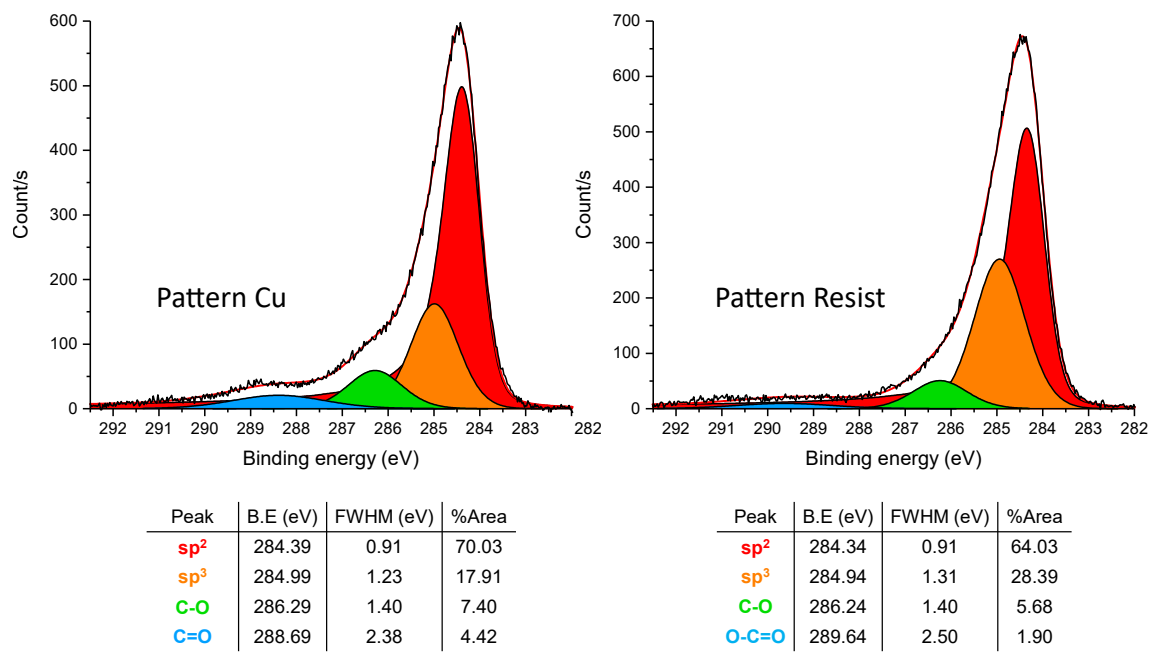 600
500
400
300
200
100
0
Count/s
Pattern Cu
292 291 290 289 288 287 286 285 284 283 282
Binding energy (eV)
Peak B.E (eV) FWHM (eV) %Area
sp² 284.39 0.91 70.03
sp³ 284.99 1.23 17.91
C-O 286.29 1.40 7.40
C=O 288.69 2.38 4.42
700
600
500
400
300
200
100
0
Count/s
Pattern Resist
292 291 290 289 288 287 286 285 284 283 282
Binding energy (eV)
Peak B.E (eV) FWHM (eV) %Area
sp² 284.34 0.91 64.03
sp³ 284.94 1.31 28.39
C-O 286.24 1.40 5.68
O-C=O 289.64 2.50 1.90